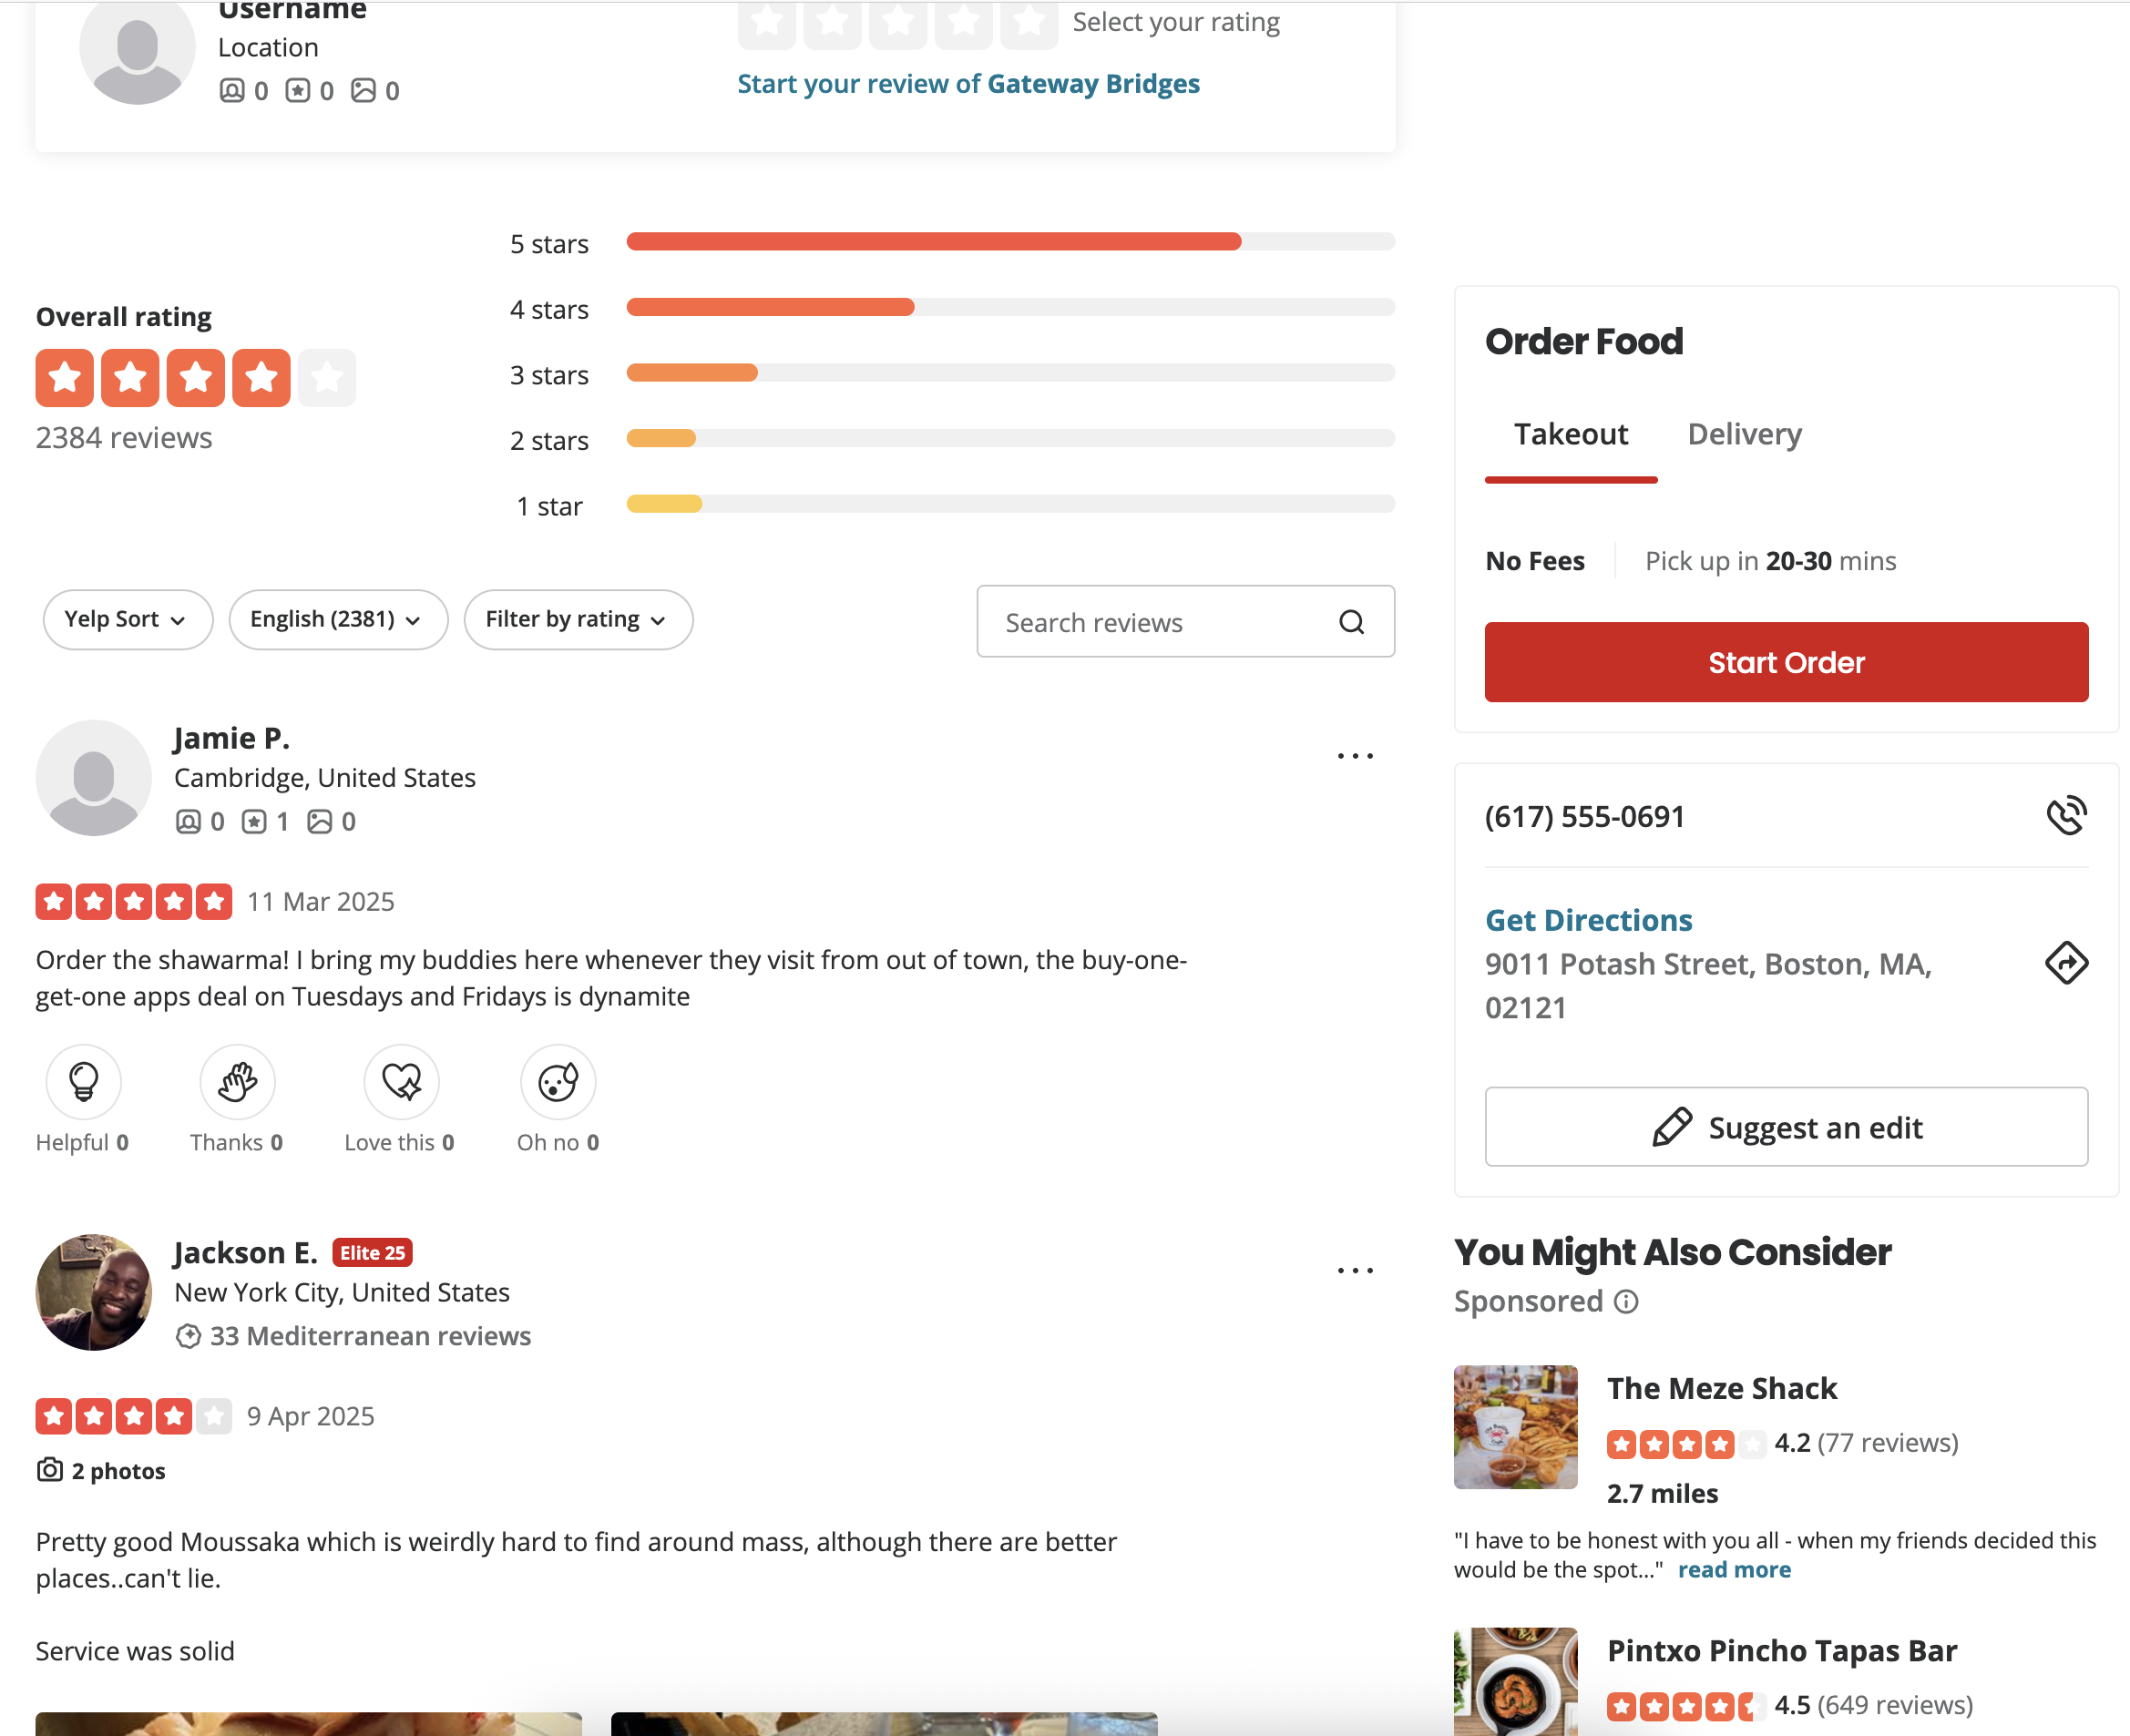 Username
Location
0 0 0
Select your rating
Start your review of Gateway Bridges
Overall rating
2384 reviews
5 stars
4 stars
3 stars
2 stars
1 star
Yelp Sort
English (2381)
Filter by rating
Search reviews
Jamie P.
Cambridge, United States
0 1 0
11 Mar 2025
Order the shawarma! I bring my buddies here whenever they visit from out of town, the buy-one-
get-one apps deal on Tuesdays and Fridays is dynamite
Helpful 0
Thanks 0
Love this 0
Oh no 0
Jackson E. Elite 25
New York City, United States
33 Mediterranean reviews
9 Apr 2025
2 photos
Pretty good Moussaka which is weirdly hard to find around mass, although there are better
places..can't lie.
Service was solid
Order Food
Takeout
Delivery
No Fees
Pick up in 20-30 mins
Start Order
(617) 555-0691
Get Directions
9011 Potash Street, Boston, MA,
02121
Suggest an edit
You Might Also Consider
Sponsored
The Meze Shack
4.2 (77 reviews)
2.7 miles
"I have to be honest with you all - when my friends decided this
would be the spot..." read more
Pintxo Pincho Tapas Bar
4.5 (649 reviews)